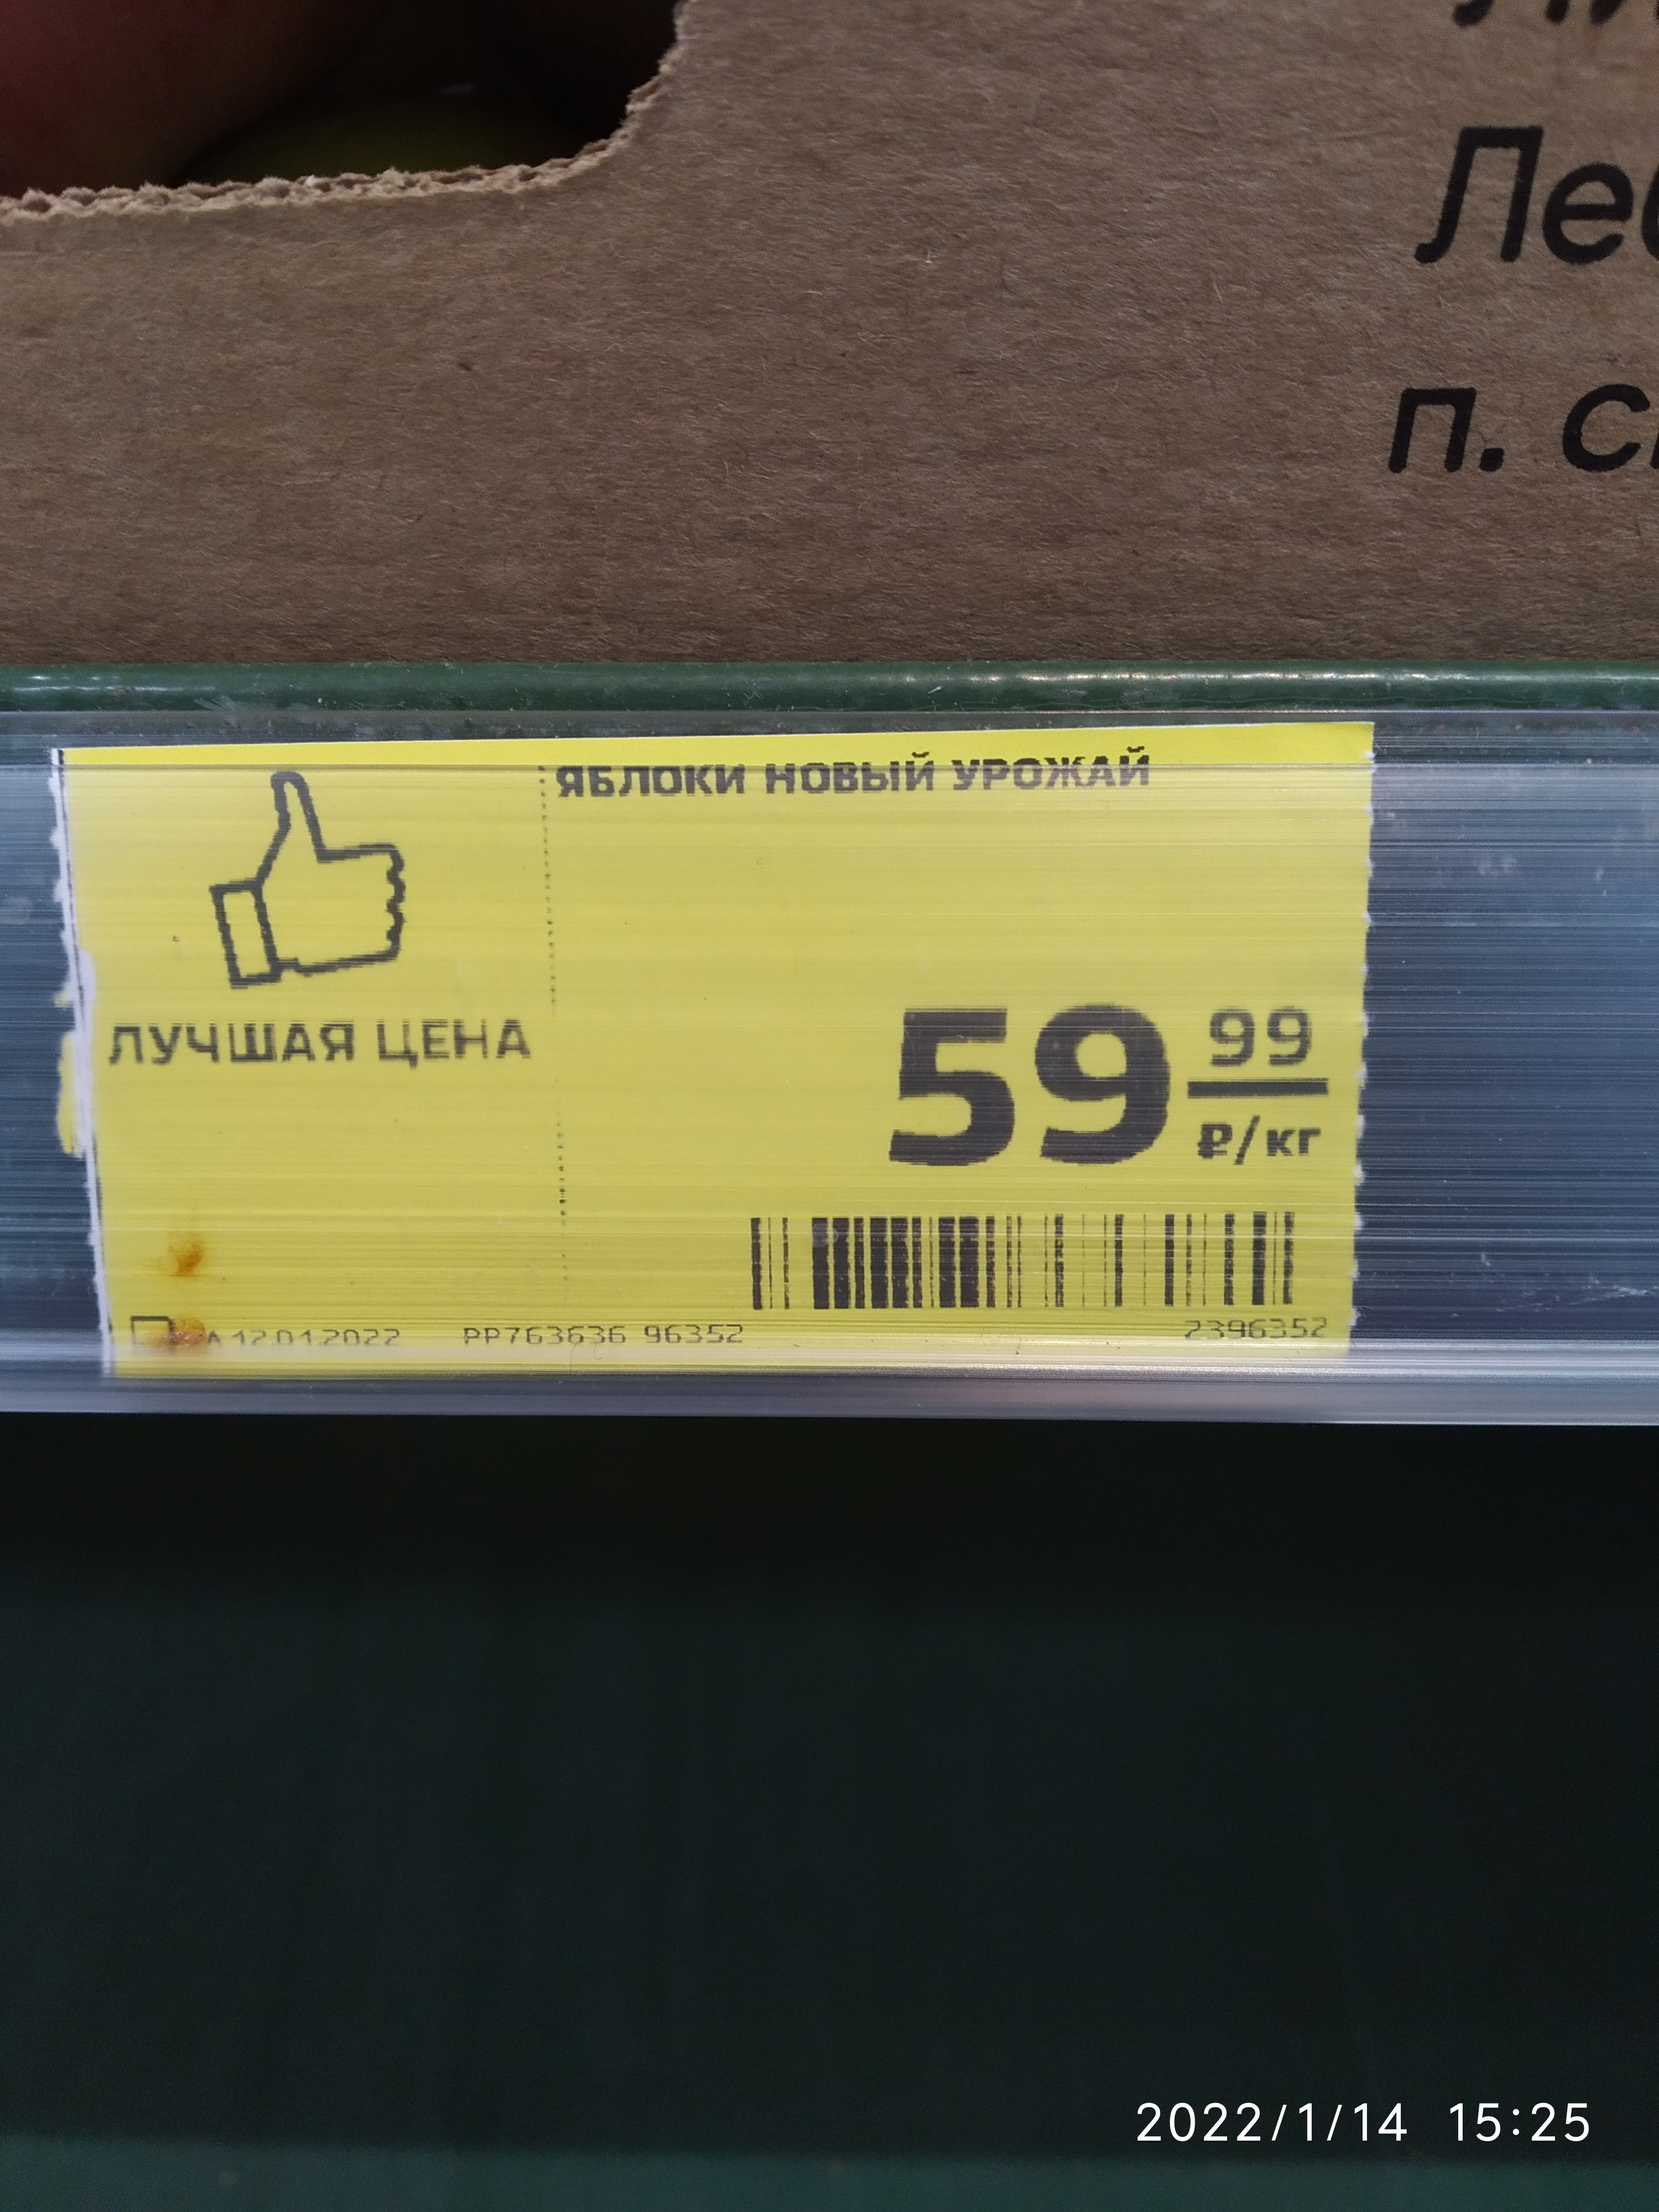 п.
ЯБЛОКИ НОВЫЙ УРОЖАЙ
ЛУЧШАЯ ЦЕНА
59 99
₽/кг
12.01.2022 PP763636 96352 2396352
2022/1/14 15:25